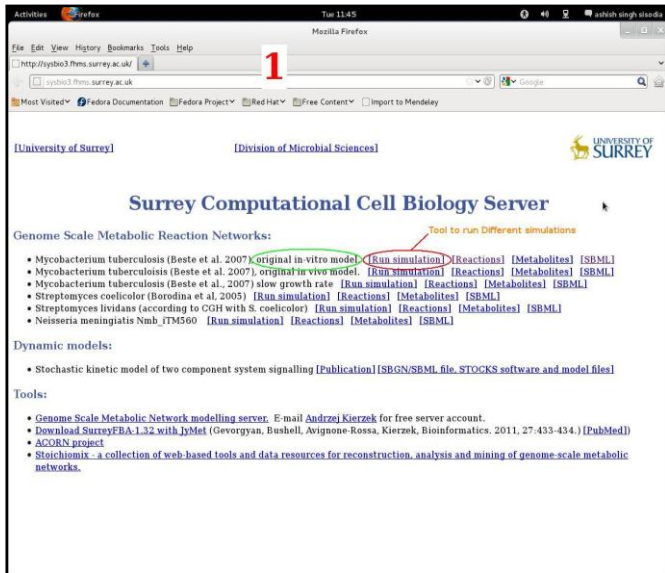 Activities Firefox Tue 11:45 ashish singh sisodia
Mozilla Firefox
File Edit View History Bookmarks Tools Help
http://sysbio3.fhms.surrey.ac.uk/
1
sysbio3.fhms.surrey.ac.uk Google
Most Visited Fedora Documentation Fedora Project Red Hat Free Content Import to Mendeley
[University of Surrey] [Division of Microbial Sciences] UNIVERSITY OF SURREY
Surrey Computational Cell Biology Server
Tool to run Different simulations
Genome Scale Metabolic Reaction Networks:
• Mycobacterium tuberculosis (Beste et al. 2007), original in-vitro model. [Run simulation] [Reactions] [Metabolites] [SBML]
• Mycobacterium tuberculoisis (Beste et al. 2007), original in vivo model. [Run simulation] [Reactions] [Metabolites] [SBML]
• Mycobacterium tuberculosis (Beste et al., 2007) slow growth rate [Run simulation] [Reactions] [Metabolites] [SBML]
• Streptomyces coelicolor (Borodina et al, 2005) [Run simulation] [Reactions] [Metabolites] [SBML]
• Streptomyces lividans (according to CGH with S. coelicolor) [Run simulation] [Reactions] [Metabolites] [SBML]
• Neisseria meningiatis Nmb_iTM560 [Run simulation] [Reactions] [Metabolites] [SBML]
Dynamic models:
• Stochastic kinetic model of two component system signalling [Publication] [SBGN/SBML file, STOCKS software and model files]
Tools:
• Genome Scale Metabolic Network modelling server. E-mail Andrzej Kierzek for free server account.
• Download SurreyFBA-1.32 with JyMet (Gevorgyan, Bushell, Avignone-Rossa, Kierzek, Bioinformatics. 2011, 27:433-434.) [PubMed])
• ACORN project
• Stoichiomix - a collection of web-based tools and data resources for reconstruction, analysis and mining of genome-scale metabolic
networks.